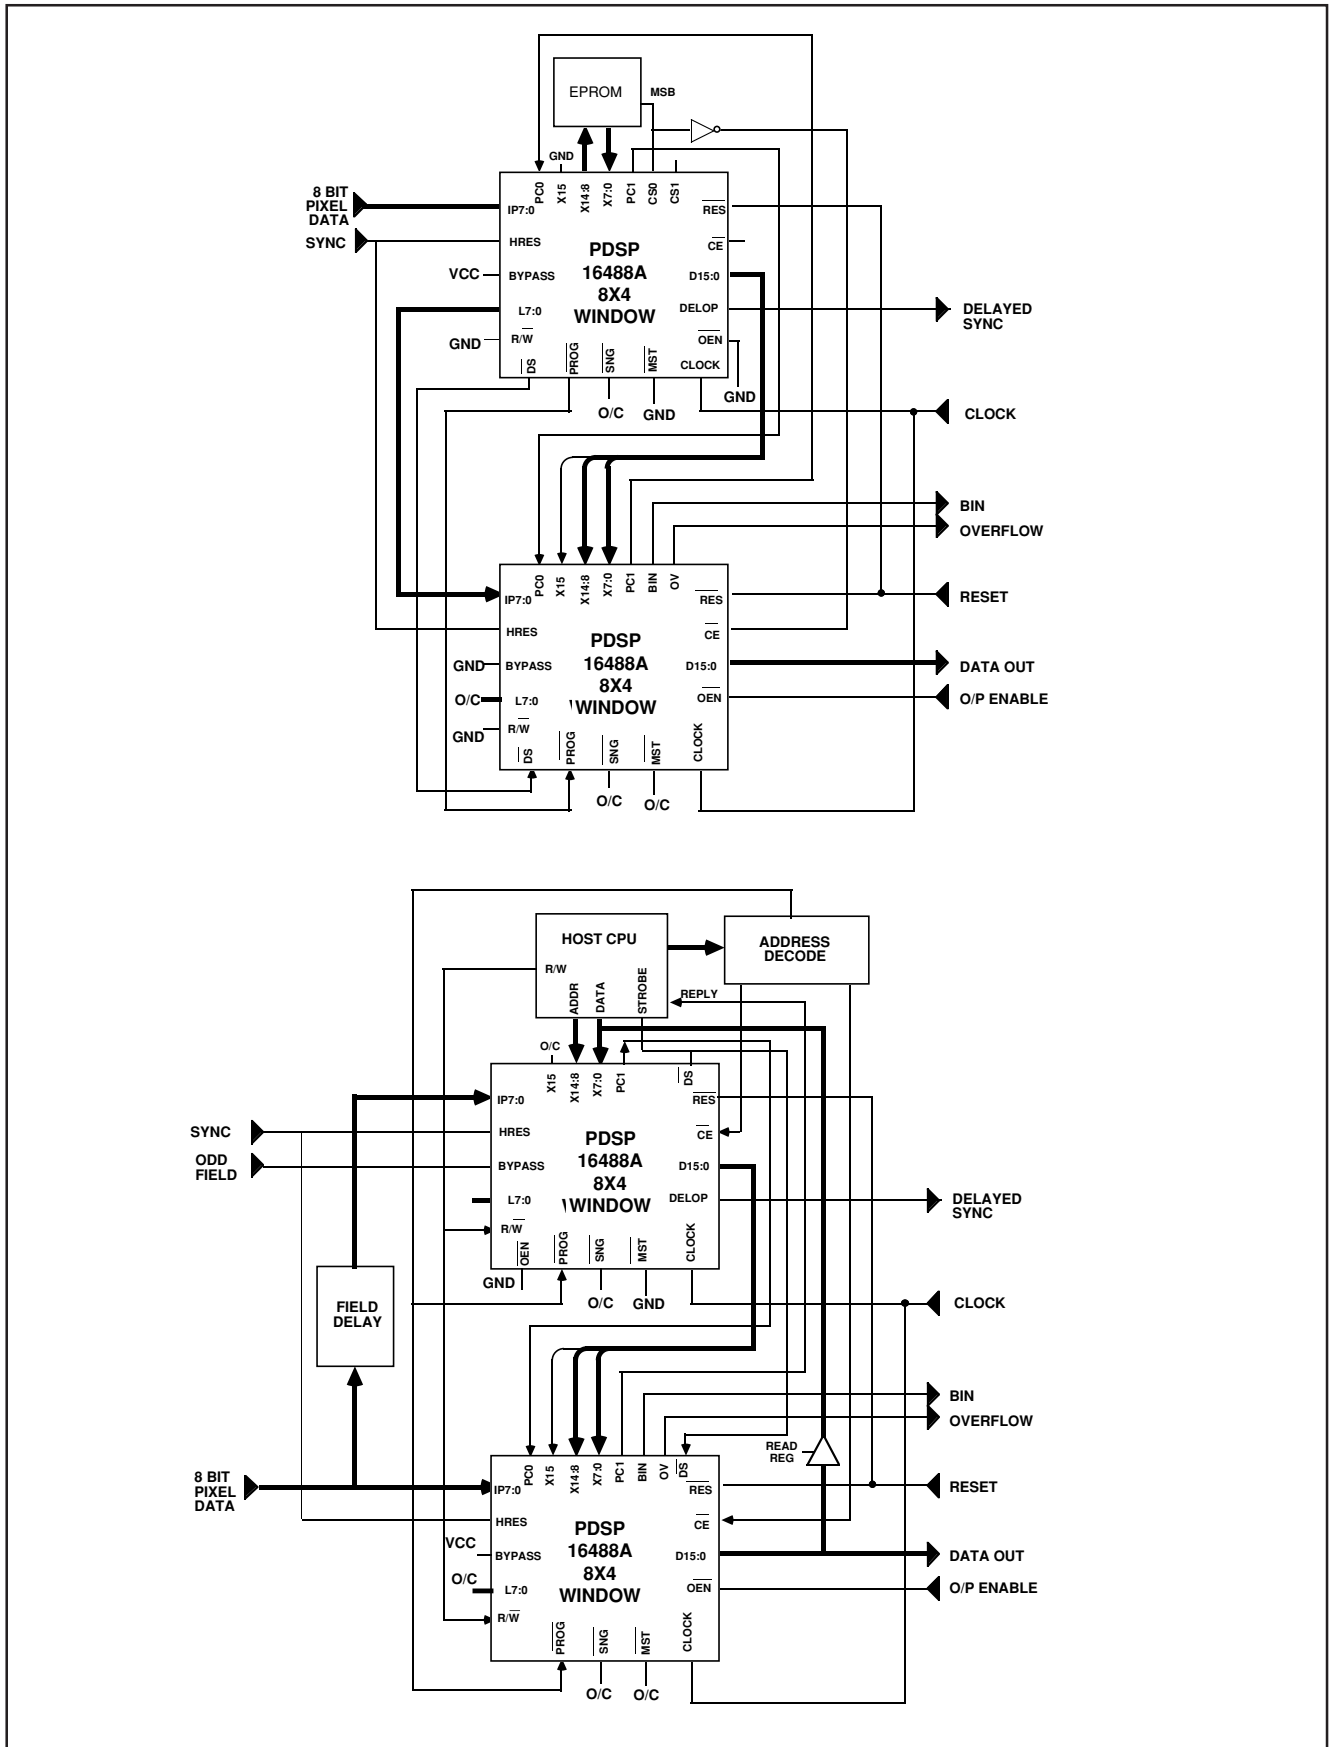 EPROM
MSB
GND
PC0
X15
X14:8
X7:0
PC1
CS0
CS1
8 BIT
PIXEL
DATA
IP7:0
RES
SYNC
HRES
CE
PDSP
16488A
8X4
WINDOW
VCC
BYPASS
D15:0
L7:0
DELOP
DELAYED
SYNC
GND
R/W
OEN
DS
PROG
SNG
MST
CLOCK
GND
O/C
GND
CLOCK
BIN
OVERFLOW
PC0
X15
X14:8
X7:0
PC1
BIN
OV
IP7:0
RES
RESET
HRES
CE
PDSP
16488A
8X4
WINDOW
GND
BYPASS
D15:0
DATA OUT
O/C
L7:0
OEN
O/P ENABLE
GND
R/W
DS
PROG
SNG
MST
CLOCK
O/C
O/C
HOST CPU
ADDRESS
DECODE
R/W
ADDR
DATA
STROBE
REPLY
O/C
X15
X14:8
X7:0
PC1
DS
IP7:0
RES
SYNC
HRES
CE
PDSP
16488A
8X4
WINDOW
ODD
FIELD
BYPASS
D15:0
L7:0
DELOP
DELAYED
SYNC
R/W
OEN
PROG
SNG
MST
CLOCK
GND
O/C
GND
CLOCK
FIELD
DELAY
BIN
OVERFLOW
READ
REG
PC0
X15
X14:8
X7:0
PC1
BIN
OV
DS
8 BIT
PIXEL
DATA
IP7:0
RES
RESET
HRES
CE
PDSP
16488A
8X4
WINDOW
VCC
BYPASS
D15:0
DATA OUT
O/C
L7:0
OEN
O/P ENABLE
R/W
PROG
SNG
MST
CLOCK
O/C
O/C